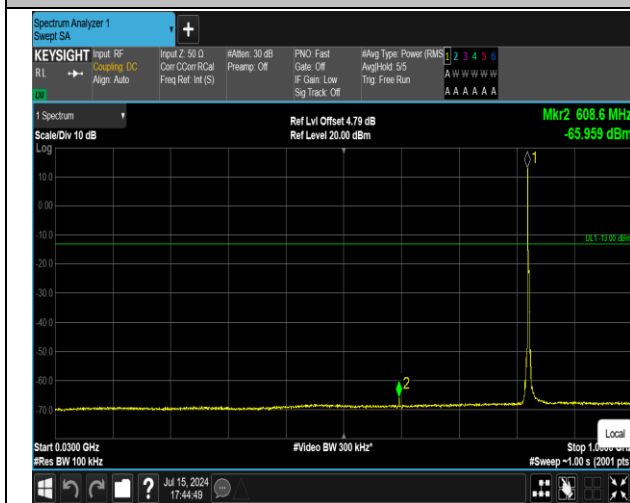 Spectrum Analyzer 1
Swept SA
+
KEYSIGHT
RL
Input: RF
Coupling: DC
Align: Auto
Input Z: 50 Ω
Corr CCorr RCal
Freq Ref: Int (S)
#Atten: 30 dB
Preamp: Off
PNO: Fast
Gate: Off
IF Gain: Low
Sig Track: Off
#Avg Type: Power (RMS
Avg|Hold: 5/5
Trig: Free Run
1 2 3 4 5 6
A W W W W W
A A A A A A
1 Spectrum
Scale/Div 10 dB
Log
Ref Lvl Offset 4.79 dB
Ref Level 20.00 dBm
Mkr2 608.6 MHz
-65.959 dBm
1
10.0
0.00
DL1 -13.00 dBm
-20.0
-30.0
-40.0
-50.0
-60.0
2
-70.0
Local
Start 0.0300 GHz
#Res BW 100 kHz
#Video BW 300 kHz*
#Sweep ~1.00 s (2001 pts
?
Jul 15, 2024
17:44:49